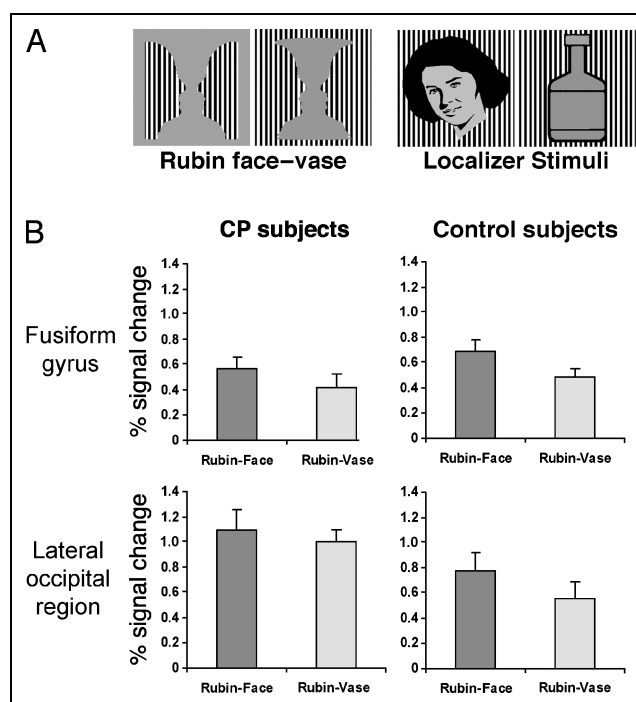 A
Rubin face–vase Localizer Stimuli
B
CP subjects Control subjects
Fusiform gyrus
% signal change
1.4
1.2
1.0
0.8
0.6
0.4
0.2
0
Rubin-Face Rubin-Vase
1.4
1.2
1.0
0.8
0.6
0.4
0.2
0
Rubin-Face Rubin-Vase
Lateral
occipital
region
% signal change
1.4
1.2
1.0
0.8
0.6
0.4
0.2
0
Rubin-Face Rubin-Vase
1.4
1.2
1.0
0.8
0.6
0.4
0.2
0
Rubin-Face Rubin-Vase